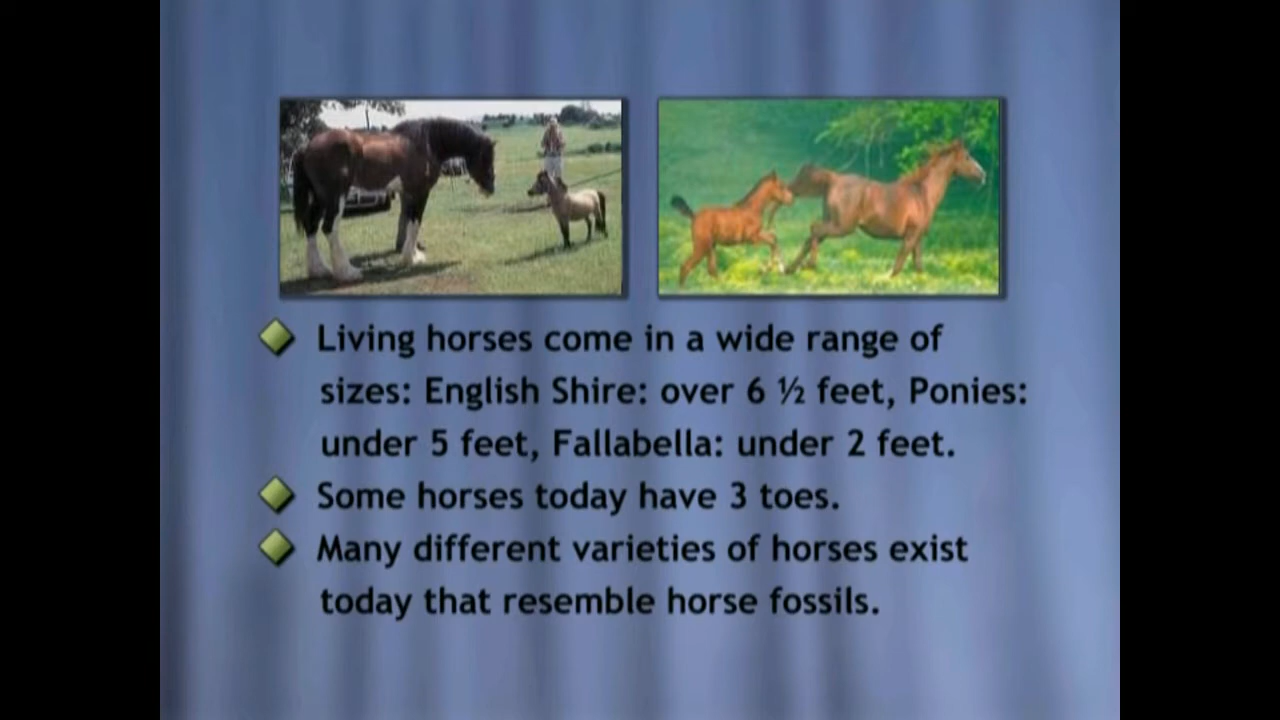 Living horses come in a wide range of
sizes: English Shire: over 6 ½ feet, Ponies:
under 5 feet, Fallabella: under 2 feet.
Some horses today have 3 toes.
Many different varieties of horses exist
today that resemble horse fossils.